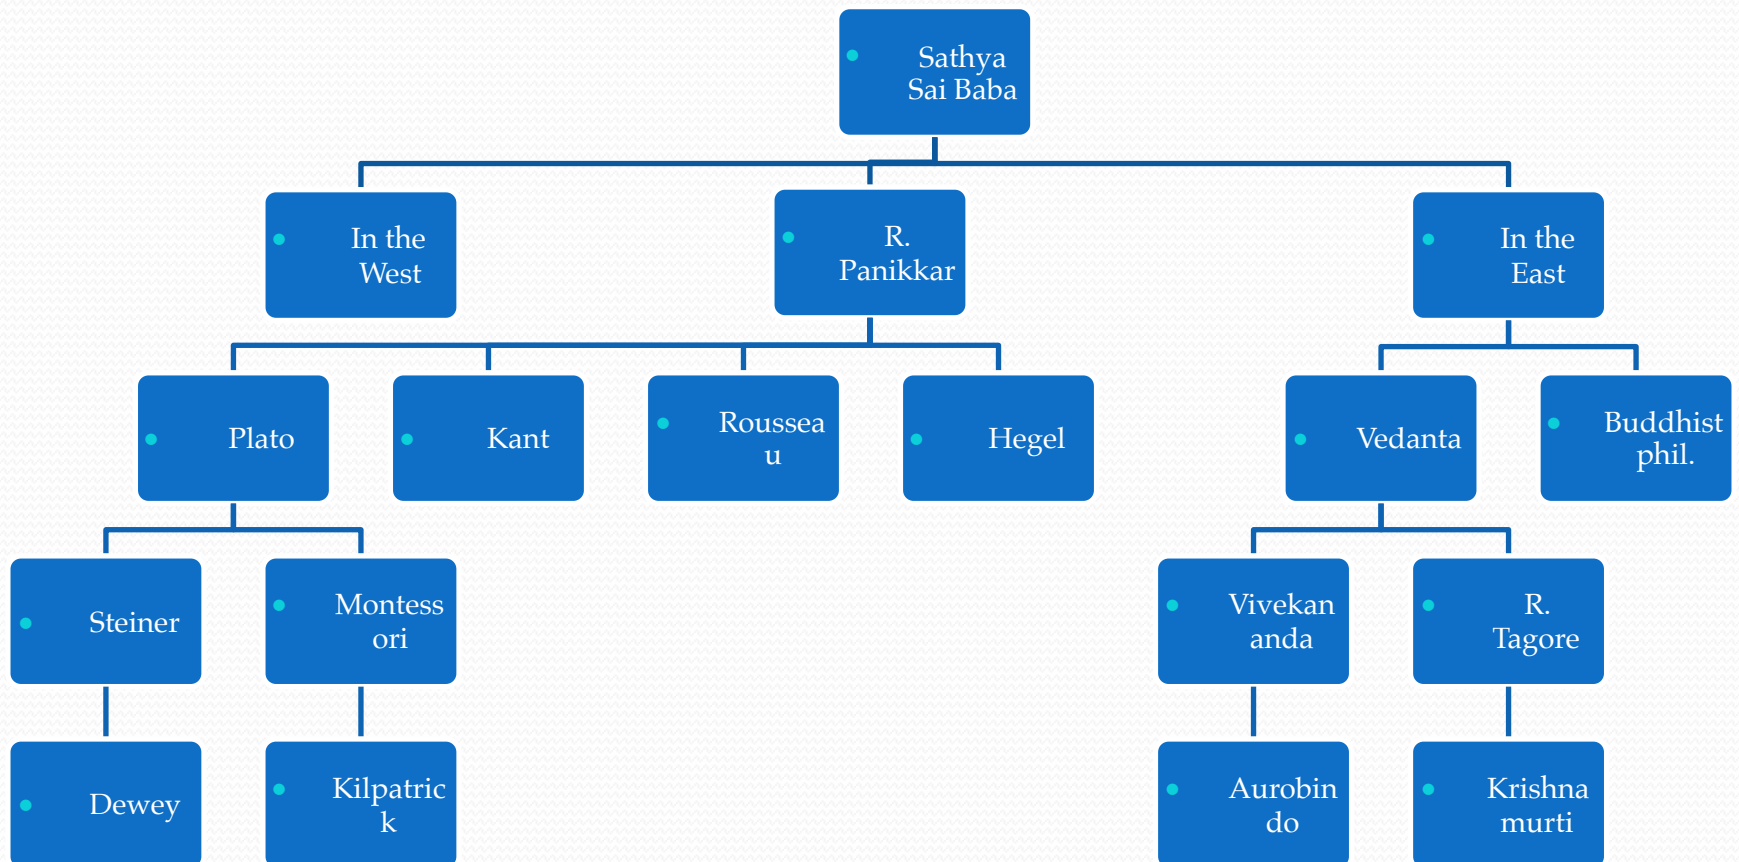 Sathya
Sai Baba
In the
West
R.
Panikkar
In the
East
Plato
Kant
Roussea
u
Hegel
Vedanta
Buddhist
phil.
Steiner
Montess
ori
Vivekan
anda
R.
Tagore
Dewey
Kilpatric
k
Aurobin
do
Krishna
murti